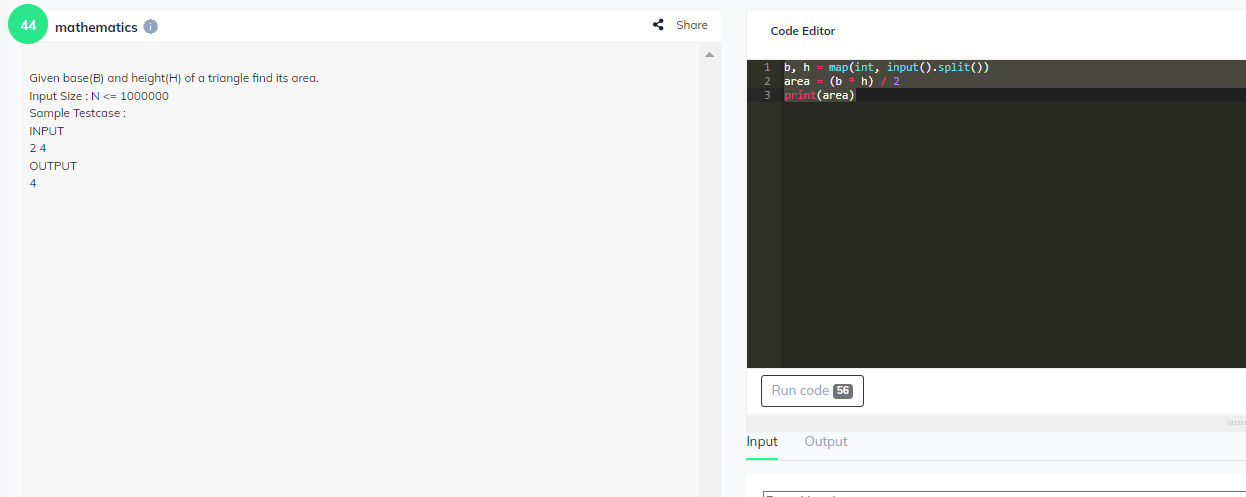 44
mathematics
Share
Given base(B) and height(H) of a triangle find its area.
Input Size : N <= 1000000
Sample Testcase :
INPUT
2 4
OUTPUT
4
Code Editor
1 b, h = map(int, input().split())
2 area = (b * h) / 2
3 print(area)
Run code 56
Input Output